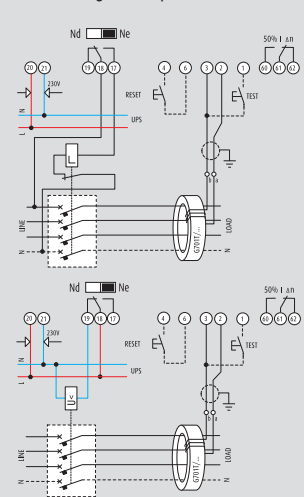 Nd Ne
50% I Δn
20 21 19 18 17 4 6 3 2 1 60 61 62
230V
RESET
TEST
N
UPS
L
b a
LINE
G701T/...
LOAD
N N
Nd Ne
50% I Δn
20 21 19 18 17 4 6 3 2 1 60 61 62
230V
N
RESET
TEST
L
UPS
b a
LINE
G701T/...
LOAD
N N